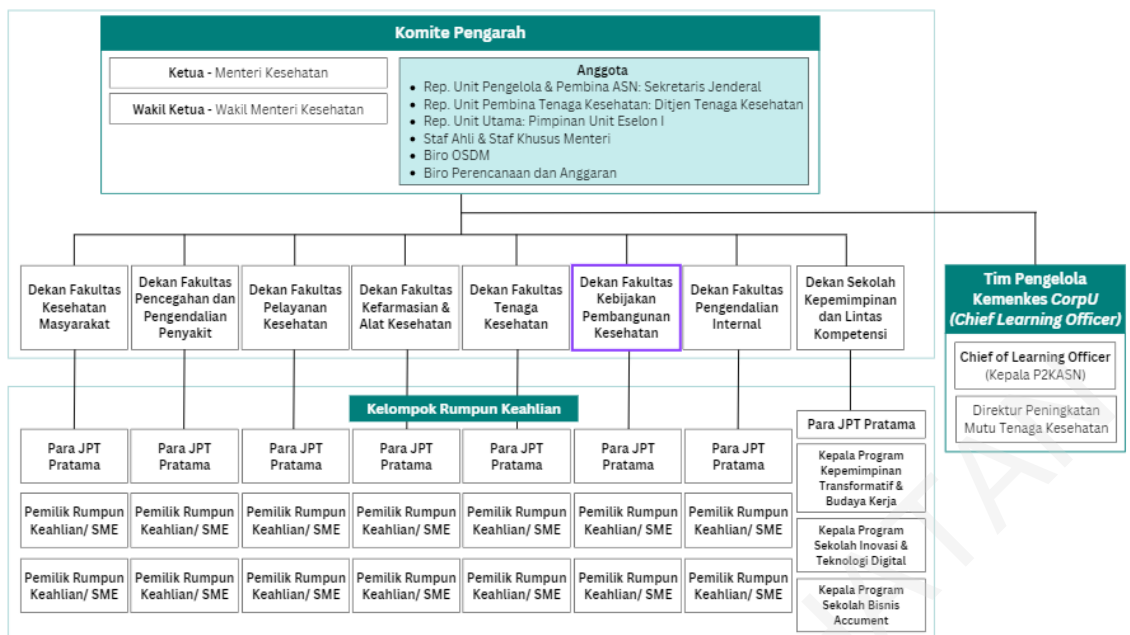 Komite Pengarah
Ketua - Menteri Kesehatan
Wakil Ketua - Wakil Menteri Kesehatan
Anggota
• Rep. Unit Pengelola & Pembina ASN: Sekretaris Jenderal
• Rep. Unit Pembina Tenaga Kesehatan: Ditjen Tenaga Kesehatan
• Rep. Unit Utama: Pimpinan Unit Eselon I
• Staf Ahli & Staf Khusus Menteri
• Biro OSDM
• Biro Perencanaan dan Anggaran
Dekan Fakultas
Kesehatan
Masyarakat
Dekan Fakultas
Pencegahan dan
Pengendalian
Penyakit
Dekan Fakultas
Pelayanan
Kesehatan
Dekan Fakultas
Kefarmasian &
Alat Kesehatan
Dekan Fakultas
Tenaga
Kesehatan
Dekan Fakultas
Kebijakan
Pembangunan
Kesehatan
Dekan Fakultas
Pengendalian
Internal
Dekan Sekolah
Kepemimpinan
dan Lintas
Kompetensi
Tim Pengelola
Kemenkes CorpU
(Chief Learning Officer)
Chief of Learning Officer
(Kepala P2KASN)
Direktur Peningkatan
Mutu Tenaga Kesehatan
Kelompok Rumpun Keahlian
Para JPT
Pratama
Para JPT
Pratama
Para JPT
Pratama
Para JPT
Pratama
Para JPT
Pratama
Para JPT
Pratama
Para JPT
Pratama
Para JPT Pratama
Pemilik Rumpun
Keahlian/ SME
Pemilik Rumpun
Keahlian/ SME
Pemilik Rumpun
Keahlian/ SME
Pemilik Rumpun
Keahlian/ SME
Pemilik Rumpun
Keahlian/ SME
Pemilik Rumpun
Keahlian/ SME
Pemilik Rumpun
Keahlian/ SME
Pemilik Rumpun
Keahlian/ SME
Pemilik Rumpun
Keahlian/ SME
Pemilik Rumpun
Keahlian/ SME
Pemilik Rumpun
Keahlian/ SME
Pemilik Rumpun
Keahlian/ SME
Pemilik Rumpun
Keahlian/ SME
Pemilik Rumpun
Keahlian/ SME
Kepala Program
Kepemimpinan
Transformatif &
Budaya Kerja
Kepala Program
Sekolah Inovasi &
Teknologi Digital
Kepala Program
Sekolah Bisnis
Accument